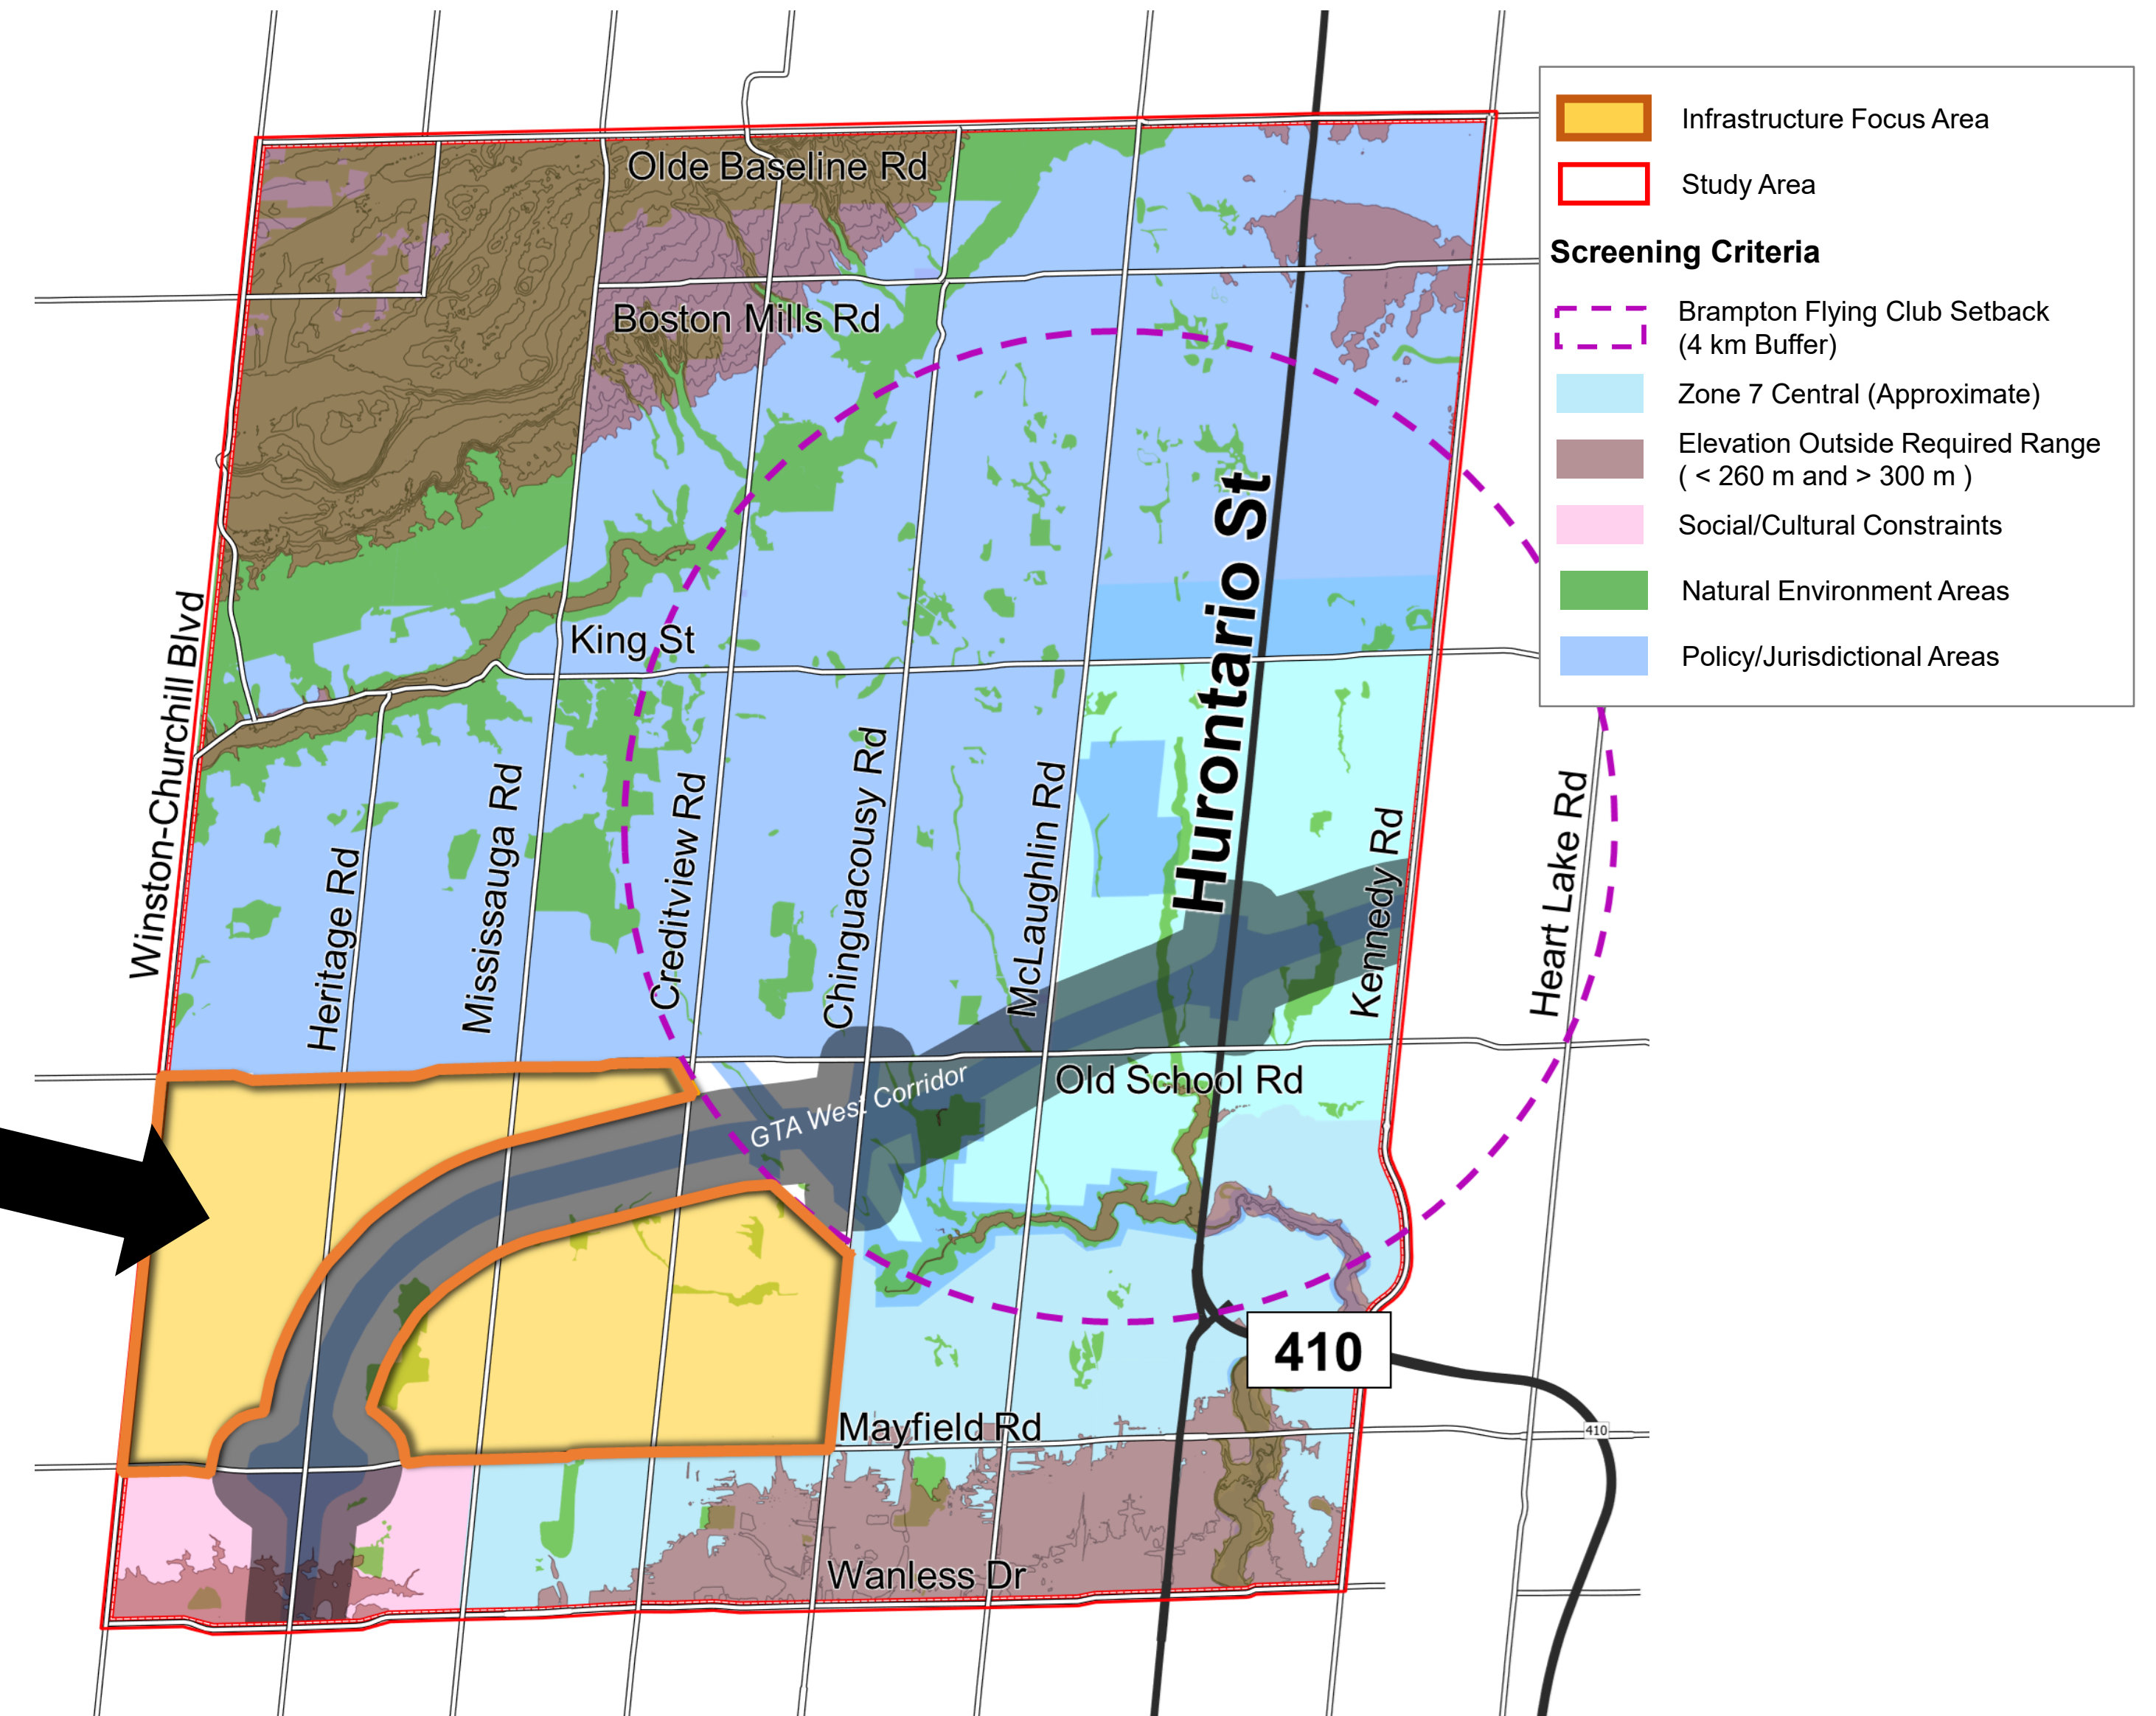 Infrastructure Focus Area
Study Area
Screening Criteria
Brampton Flying Club Setback
(4 km Buffer)
Zone 7 Central (Approximate)
Elevation Outside Required Range
( < 260 m and > 300 m )
Social/Cultural Constraints
Natural Environment Areas
Policy/Jurisdictional Areas
Olde Baseline Rd
Boston Mills Rd
King St
Hurontario St
Winston-Churchill Blvd
Heritage Rd
Mississauga Rd
Creditview Rd
Chinguacousy Rd
McLaughlin Rd
Kennedy Rd
Heart Lake Rd
Old School Rd
GTA West Corridor
410
Mayfield Rd
410
Wanless Dr